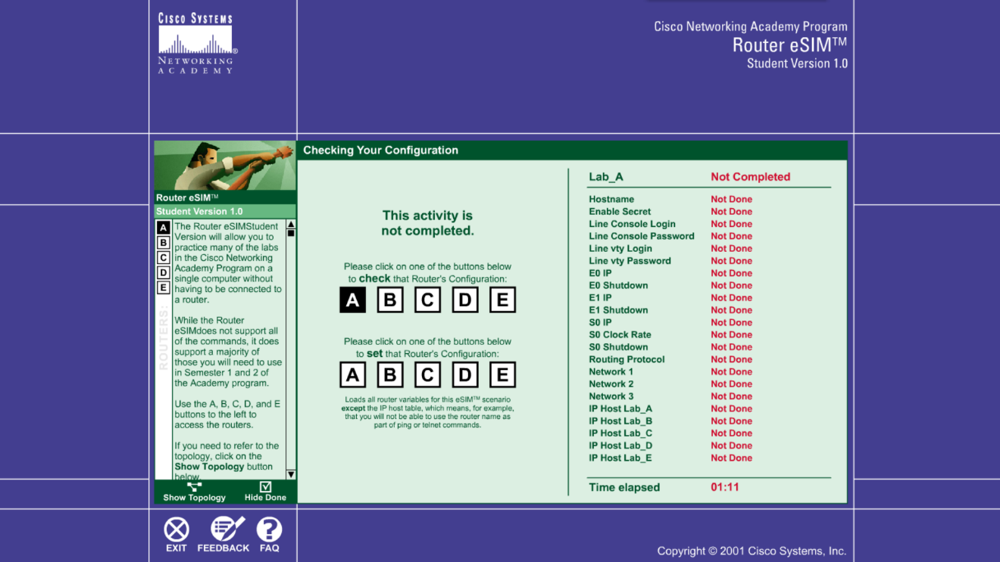 CISCO SYSTEMS
®
NETWORKING
ACADEMY
Cisco Networking Academy Program
Router eSIM™
Student Version 1.0
Router eSIM™
Student Version 1.0
A
B
C
D
E
ROUTERS:
The Router eSIMStudent
Version will allow you to
practice many of the labs
in the Cisco Networking
Academy Program on a
single computer without
having to be connected to
a router.
While the Router
eSIMdoes not support all
of the commands, it does
support a majority of
those you will need to use
in Semester 1 and 2 of
the Academy program.
Use the A, B, C, D, and E
buttons to the left to
access the routers.
If you need to refer to the
topology, click on the
Show Topology button
below.
Show Topology
Hide Done
Checking Your Configuration
This activity is
not completed.
Please click on one of the buttons below
to check that Router's Configuration:
A B C D E
Please click on one of the buttons below
to set that Router's Configuration:
A B C D E
Loads all router variables for this eSIM™ scenario
except the IP host table, which means, for example,
that you will not be able to use the router name as
part of ping or telnet commands.
Lab_A Not Completed
Hostname Not Done
Enable Secret Not Done
Line Console Login Not Done
Line Console Password Not Done
Line vty Login Not Done
Line vty Password Not Done
E0 IP Not Done
E0 Shutdown Not Done
E1 IP Not Done
E1 Shutdown Not Done
S0 IP Not Done
S0 Clock Rate Not Done
S0 Shutdown Not Done
Routing Protocol Not Done
Network 1 Not Done
Network 2 Not Done
Network 3 Not Done
IP Host Lab_A Not Done
IP Host Lab_B Not Done
IP Host Lab_C Not Done
IP Host Lab_D Not Done
IP Host Lab_E Not Done
Time elapsed 01:11
EXIT
FEEDBACK
?
FAQ
Copyright © 2001 Cisco Systems, Inc.